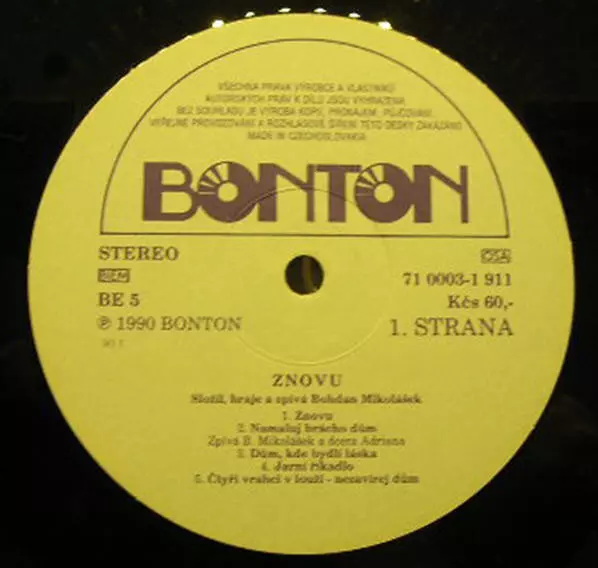 VŠECHNA PRÁVA VÝROBCE A VLASTNÍKŮ
AUTORSKÝCH PRÁV K DÍLU JSOU VYHRAZENA.
BEZ SOUHLASU JE VÝROBA KOPIÍ, PRONÁJEM, PŮJČOVÁNÍ,
VEŘEJNÉ PROVOZOVÁNÍ A ROZHLASOVÉ ŠÍŘENÍ TÉTO DESKY ZAKÁZÁNO
MADE IN CZECHOSLOVAKIA
BONTON
STEREO
OSA
BIEM
71 0003-1 911
BE 5
Kčs 60,-
℗ 1990 BONTON
1. STRANA
90 1
ZNOVU
Složil, hraje a zpívá Bohdan Mikolášek
1. Znovu
2. Namaluj brácho dům
Zpívá B. Mikolášek a dcera Adriana
3. Dům, kde bydlí láska
4. Jarní říkadlo
5. Čtyři vrabci v louži - nezavírej dům